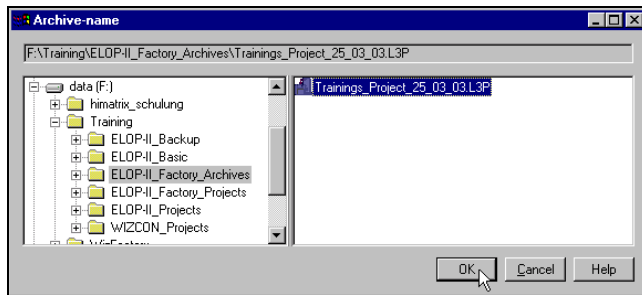 Archive-name
F:\Training\ELOP-II_Factory_Archives\Trainings_Project_25_03_03.L3P
data (F:)
himatrix_schulung
Training
ELOP-II_Backup
ELOP-II_Basic
ELOP-II_Factory_Archives
ELOP-II_Factory_Projects
ELOP-II_Projects
WIZCON_Projects
Trainings_Project_25_03_03.L3P
OK
Cancel
Help